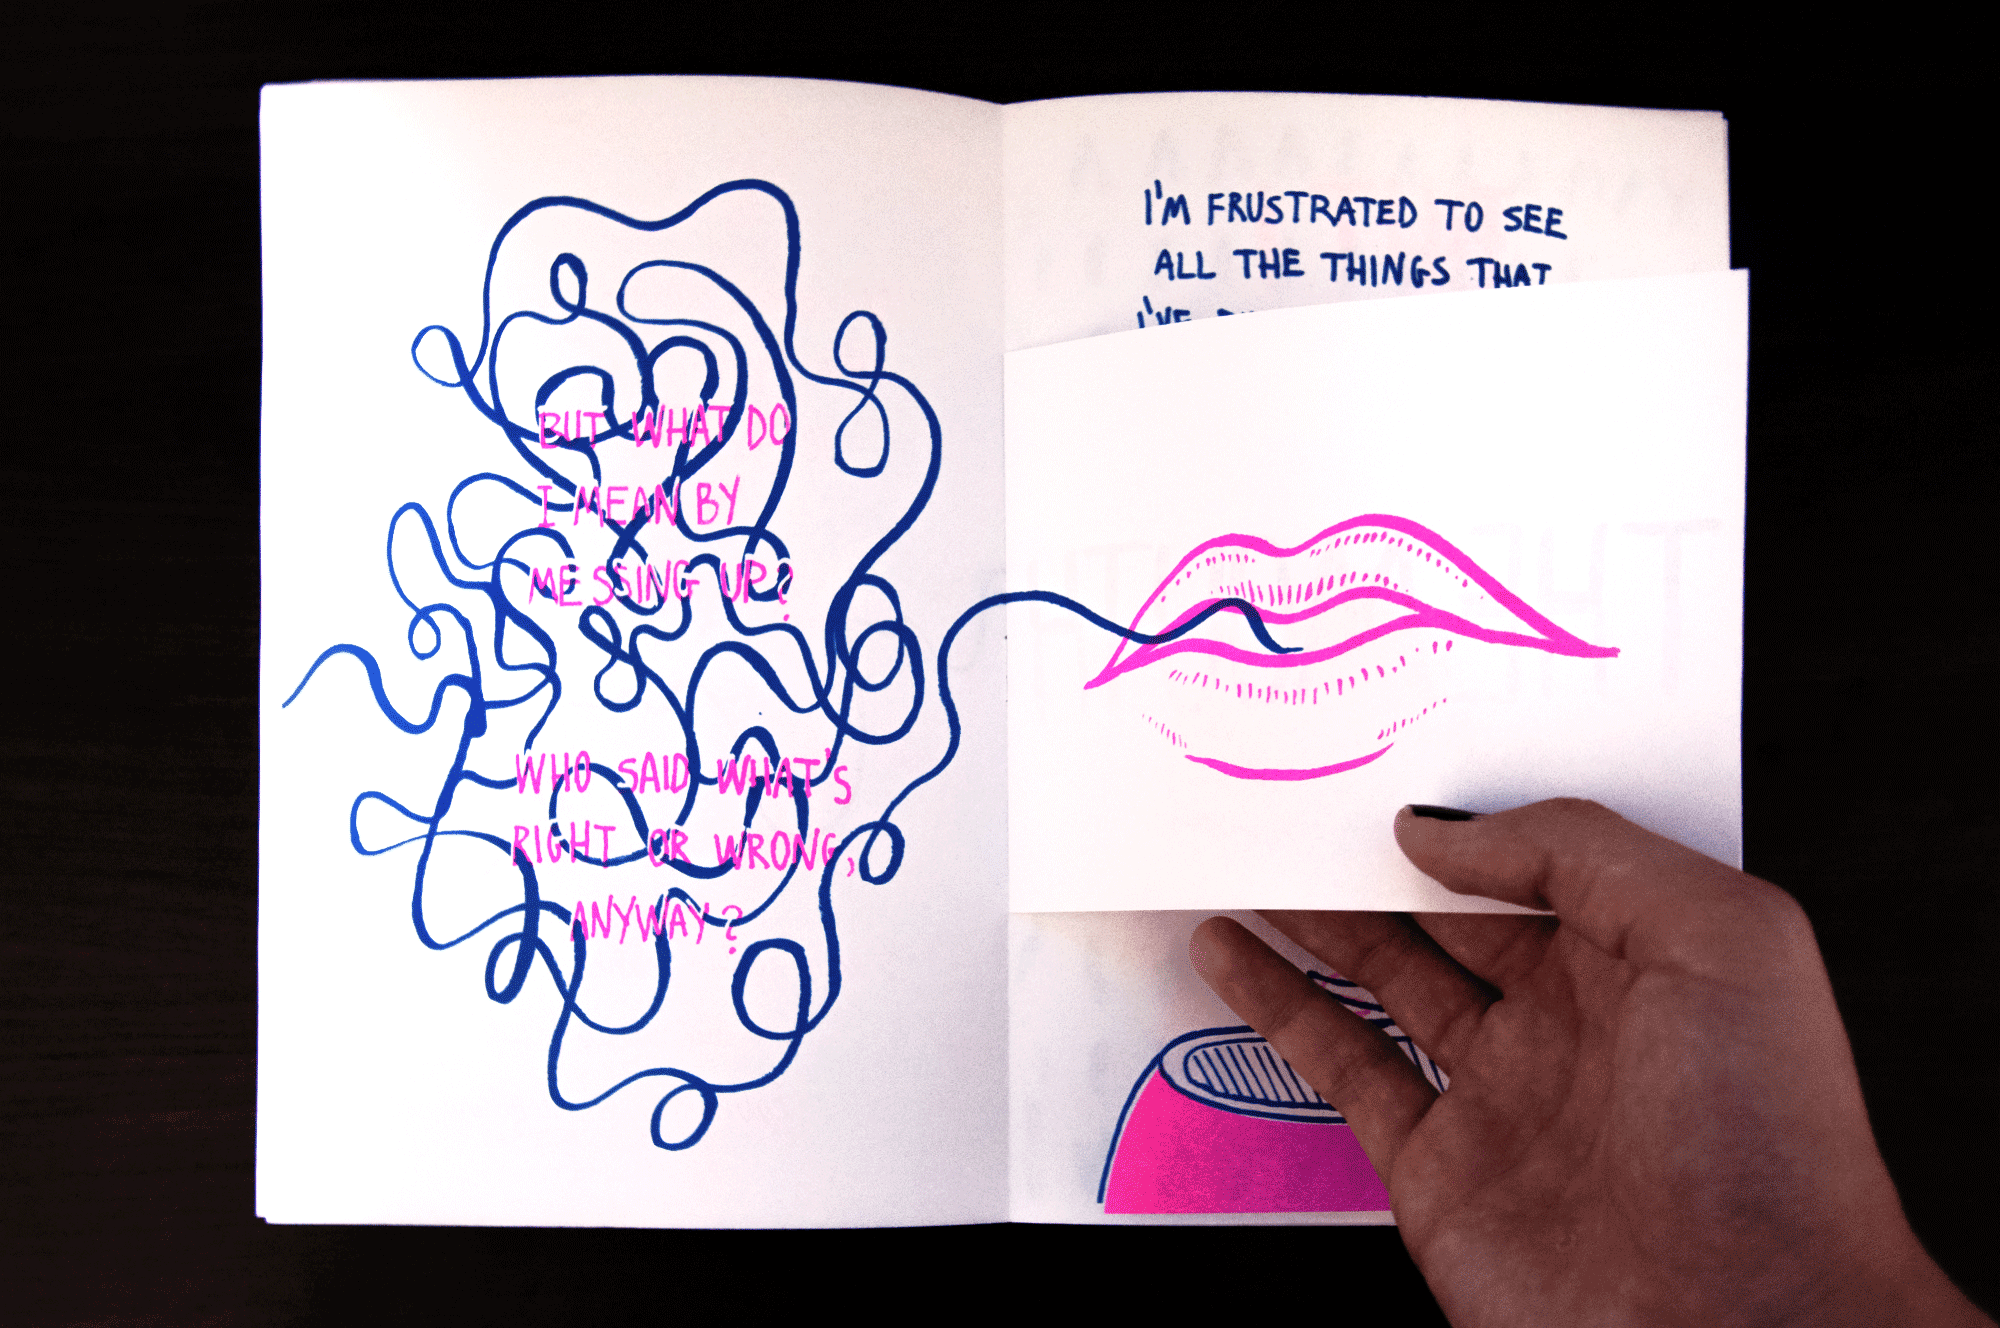 BUT WHAT DO
I MEAN BY
MESSING UP?
WHO SAID WHAT'S
RIGHT OR WRONG,
ANYWAY?
I'M FRUSTRATED TO SEE
ALL THE THINGS THAT
I'VE